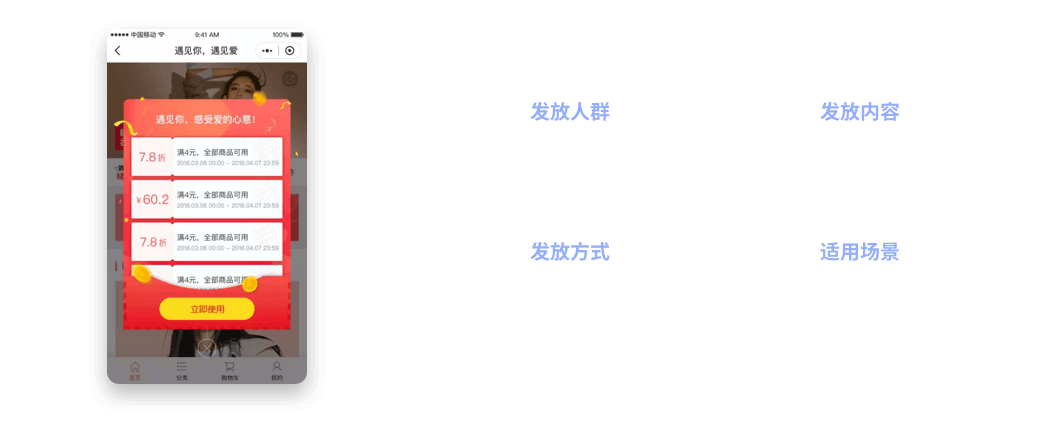 中国移动
9:41 AM
100%
遇见你，遇见爱
遇见你，感受爱的心意！
7.8折
满4元，全部商品可用
2018.03.08 00:00 ~ 2018.04.07 23:59
¥60.2
满4元，全部商品可用
2018.03.08 00:00 ~ 2018.04.07 23:59
7.8折
满4元，全部商品可用
2018.03.08 00:00 ~ 2018.04.07 23:59
满4元，全部商品可用
立即使用
首页
分类
购物车
我的
发放人群
发放内容
发放方式
适用场景